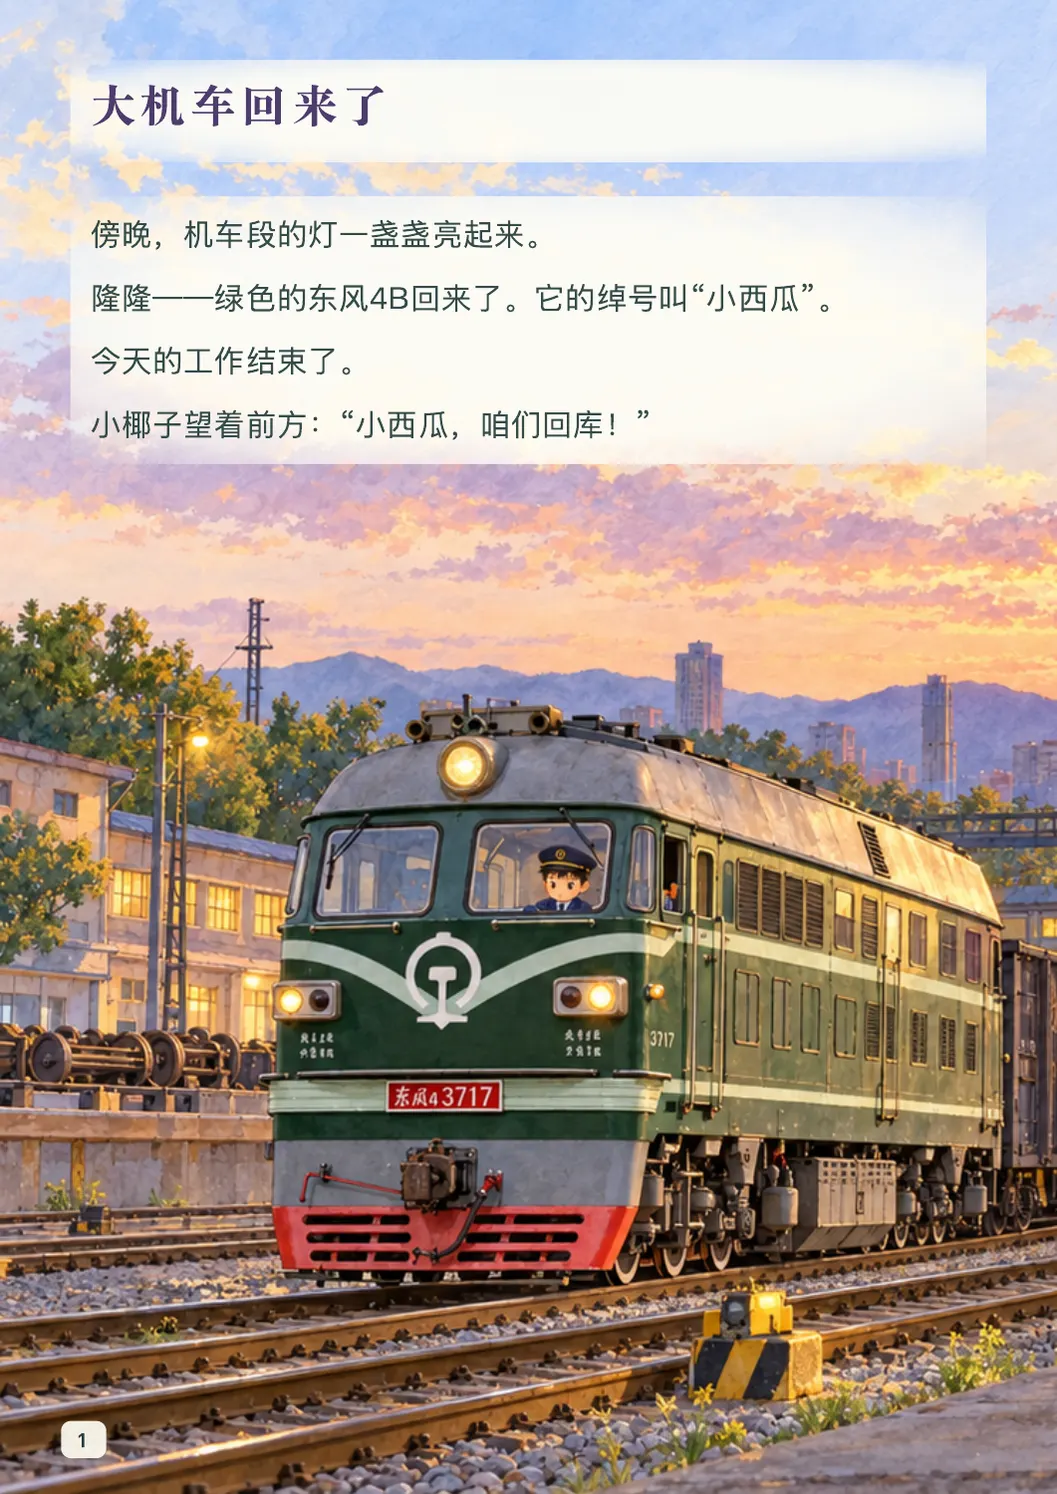 大机车回来了
傍晚，机车段的灯一盏盏亮起来。
隆隆——绿色的东风4B回来了。它的绰号叫“小西瓜”。
今天的工作结束了。
小椰子望着前方：“小西瓜，咱们回库！”
3717
东风4 3717
1